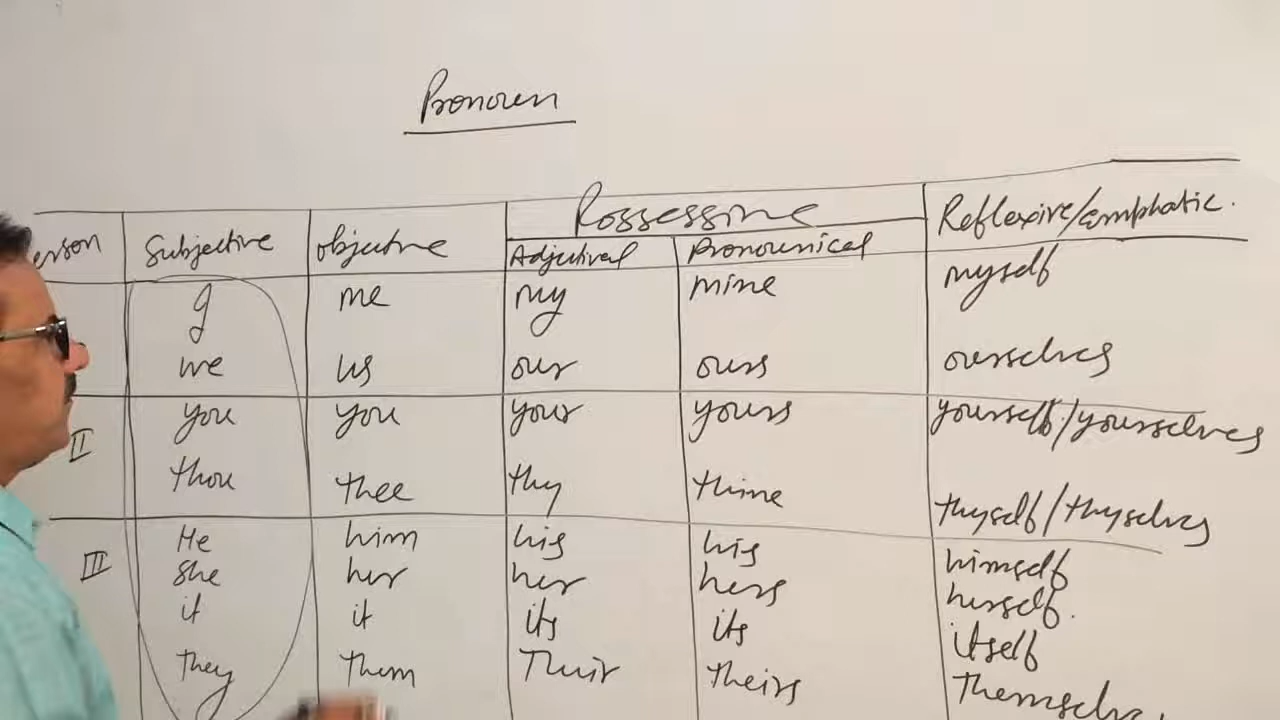 Pronoun
Possessive
erson Subjective objective Adjectival Pronounical Reflexive/emphatic.
I me my mine myself
we us our ours ourselves
II you you your yours yourself/yourselves
thou thee thy thine thyself/thyselves
III He him his his himself
She her her hers herself.
it it its its itself
They Them Their Theirs Themselve